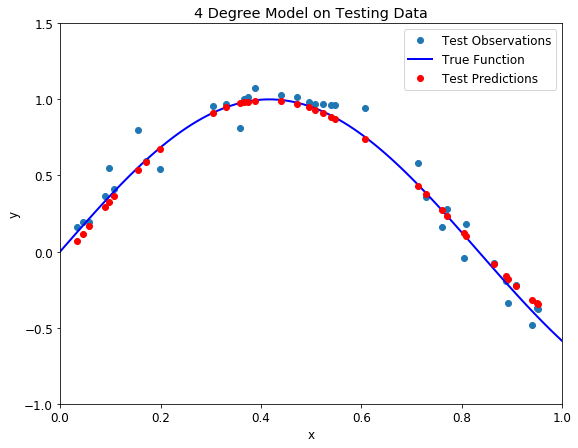 4 Degree Model on Testing Data
1.5
1.0
0.5
0.0
−0.5
−1.0
y
Test Observations
True Function
Test Predictions
0.0 0.2 0.4 0.6 0.8 1.0
x